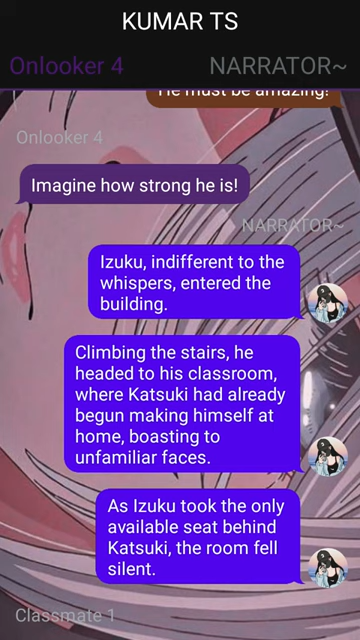 KUMAR TS
Onlooker 4
NARRATOR~
He must be amazing!
Onlooker 4
Imagine how strong he is!
NARRATOR~
Izuku, indifferent to the
whispers, entered the
building.
Climbing the stairs, he
headed to his classroom,
where Katsuki had already
begun making himself at
home, boasting to
unfamiliar faces.
As Izuku took the only
available seat behind
Katsuki, the room fell
silent.
Classmate 1